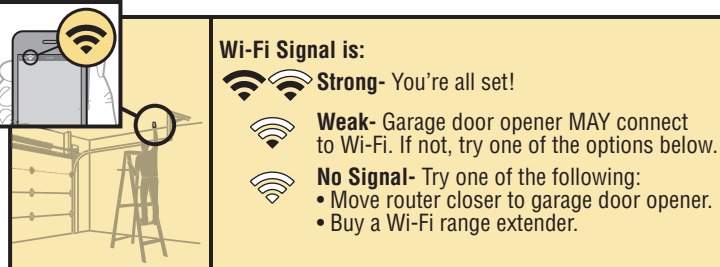 Wi-Fi Signal is:
Strong- You're all set!
Weak- Garage door opener MAY connect
to Wi-Fi. If not, try one of the options below.
No Signal- Try one of the following:
• Move router closer to garage door opener.
• Buy a Wi-Fi range extender.